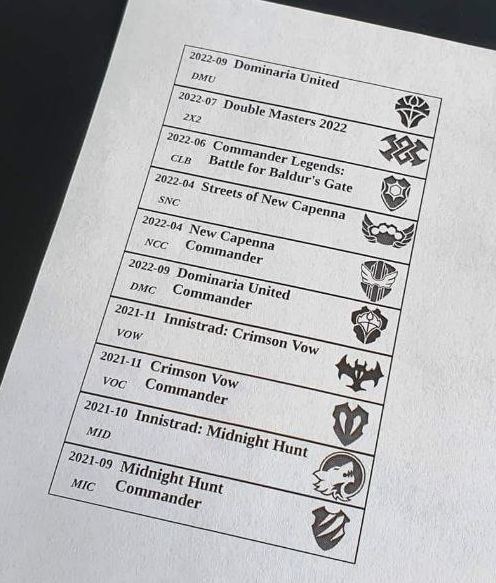 2022-09 Dominaria United
DMU
2022-07 Double Masters 2022
2X2
2022-06 Commander Legends:
CLB Battle for Baldur's Gate
2022-04 Streets of New Capenna
SNC
2022-04 New Capenna
NCC Commander
2022-09 Dominaria United
DMC Commander
2021-11 Innistrad: Crimson Vow
VOW
2021-11 Crimson Vow
VOC Commander
2021-10 Innistrad: Midnight Hunt
MID
2021-09 Midnight Hunt
MIC Commander